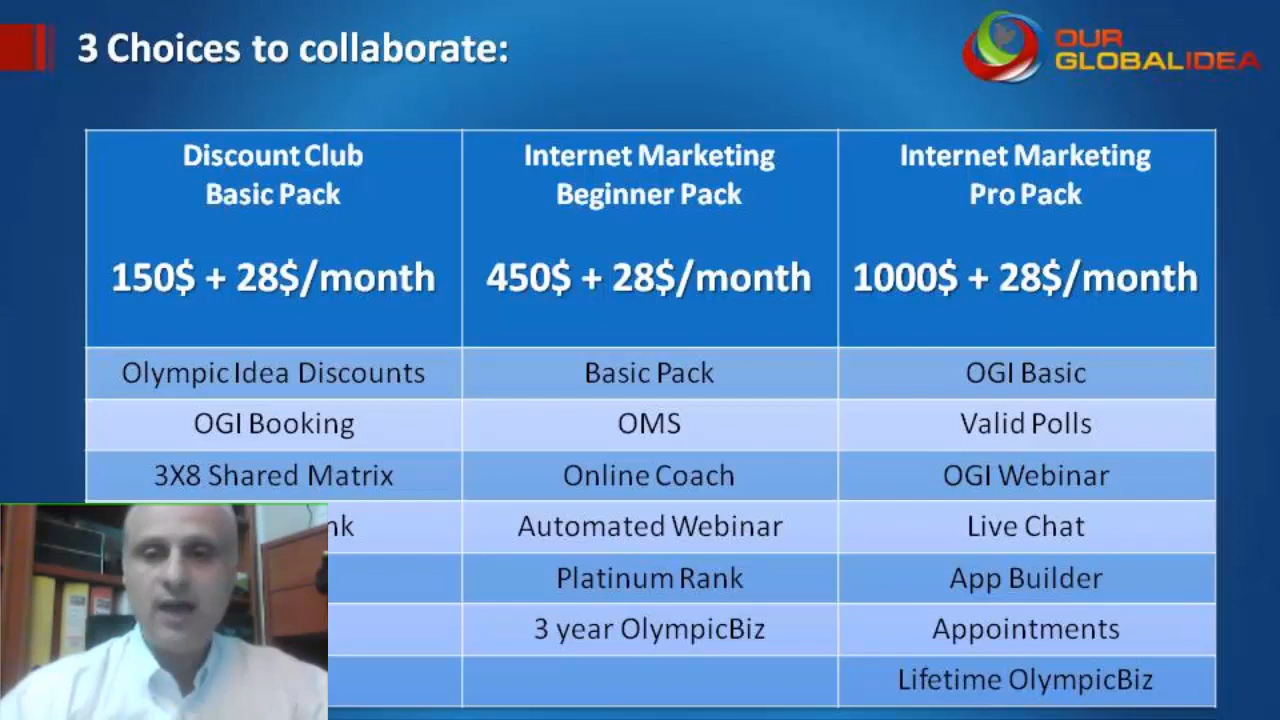 3 Choices to collaborate:
OUR
GLOBALIDEA
Discount Club
Basic Pack
150$ + 28$/month
Internet Marketing
Beginner Pack
450$ + 28$/month
Internet Marketing
Pro Pack
1000$ + 28$/month
Olympic Idea Discounts
Basic Pack
OGI Basic
OGI Booking
OMS
Valid Polls
3X8 Shared Matrix
Online Coach
OGI Webinar
Automated Webinar
Live Chat
Platinum Rank
App Builder
3 year OlympicBiz
Appointments
Lifetime OlympicBiz